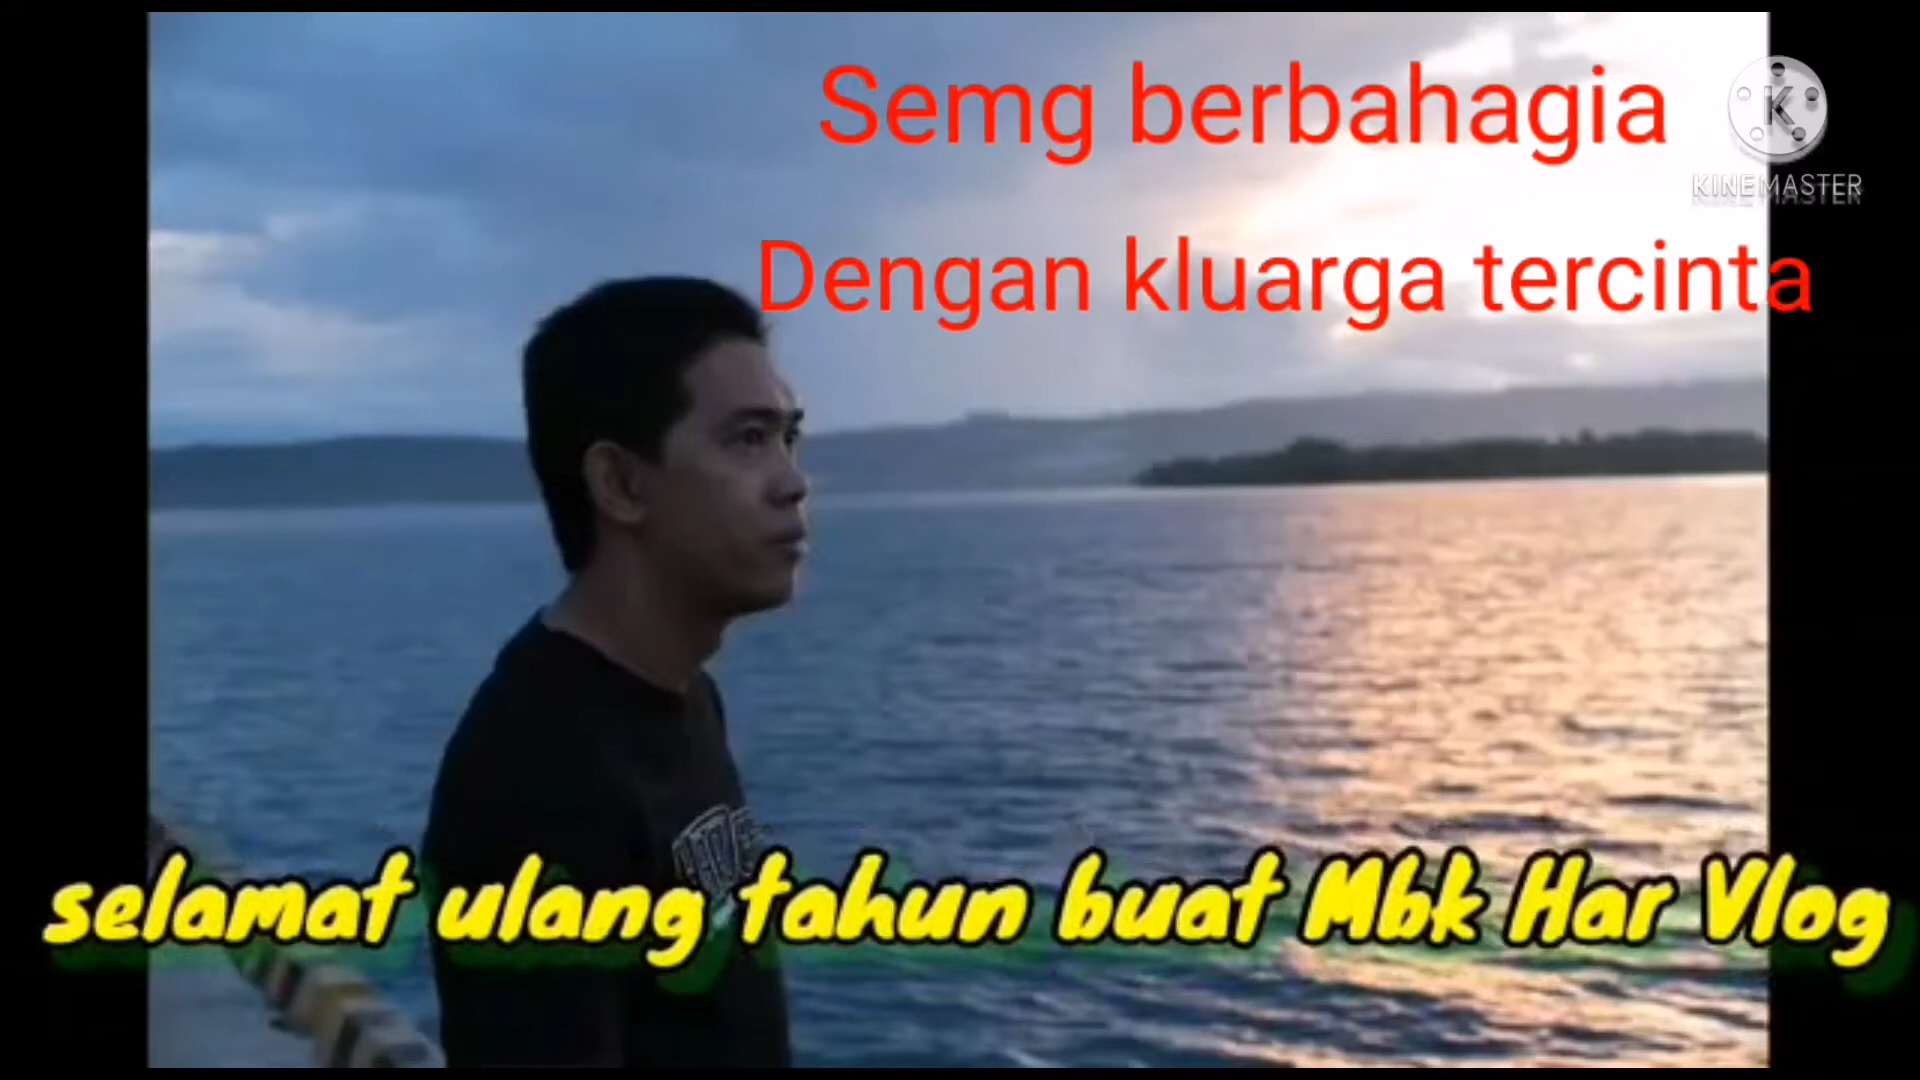 Semg berbahagia
KINEMASTER
Dengan kluarga tercinta
selamat ulang tahun buat Mbk Har Vlog